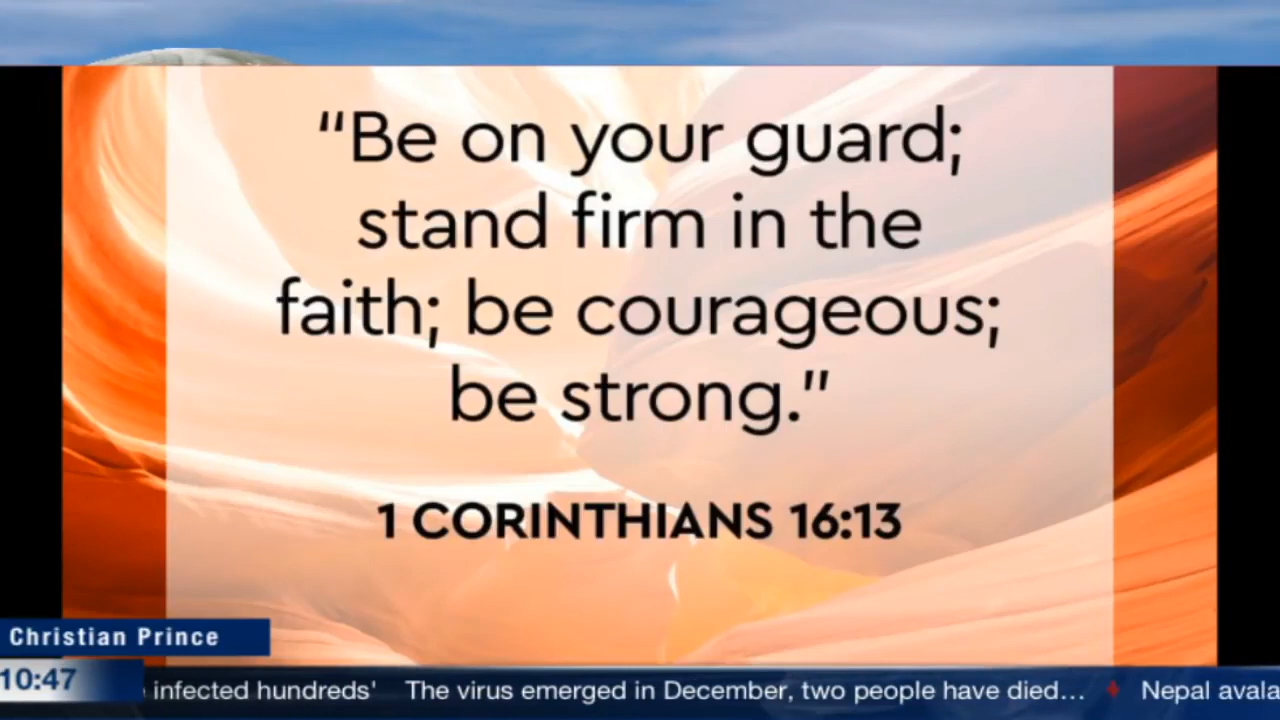 “Be on your guard;
stand firm in the
faith; be courageous;
be strong.”
1 CORINTHIANS 16:13
Christian Prince
10:47
infected hundreds' The virus emerged in December, two people have died... Nepal